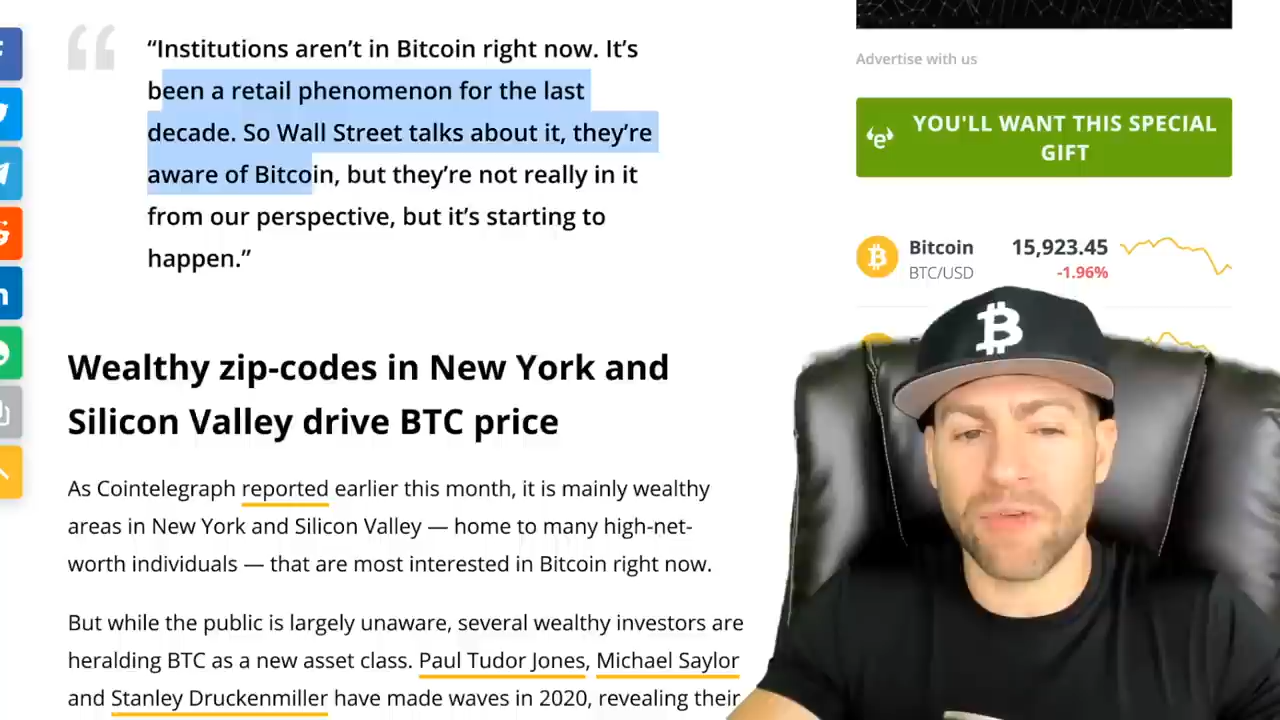 “Institutions aren’t in Bitcoin right now. It’s
been a retail phenomenon for the last
decade. So Wall Street talks about it, they’re
aware of Bitcoin, but they’re not really in it
from our perspective, but it’s starting to
happen.”
Wealthy zip-codes in New York and
Silicon Valley drive BTC price
As Cointelegraph reported earlier this month, it is mainly wealthy
areas in New York and Silicon Valley — home to many high-net-
worth individuals — that are most interested in Bitcoin right now.
But while the public is largely unaware, several wealthy investors are
heralding BTC as a new asset class. Paul Tudor Jones, Michael Saylor
and Stanley Druckenmiller have made waves in 2020, revealing their
Advertise with us
YOU'LL WANT THIS SPECIAL
GIFT
Bitcoin 15,923.45
BTC/USD -1.96%